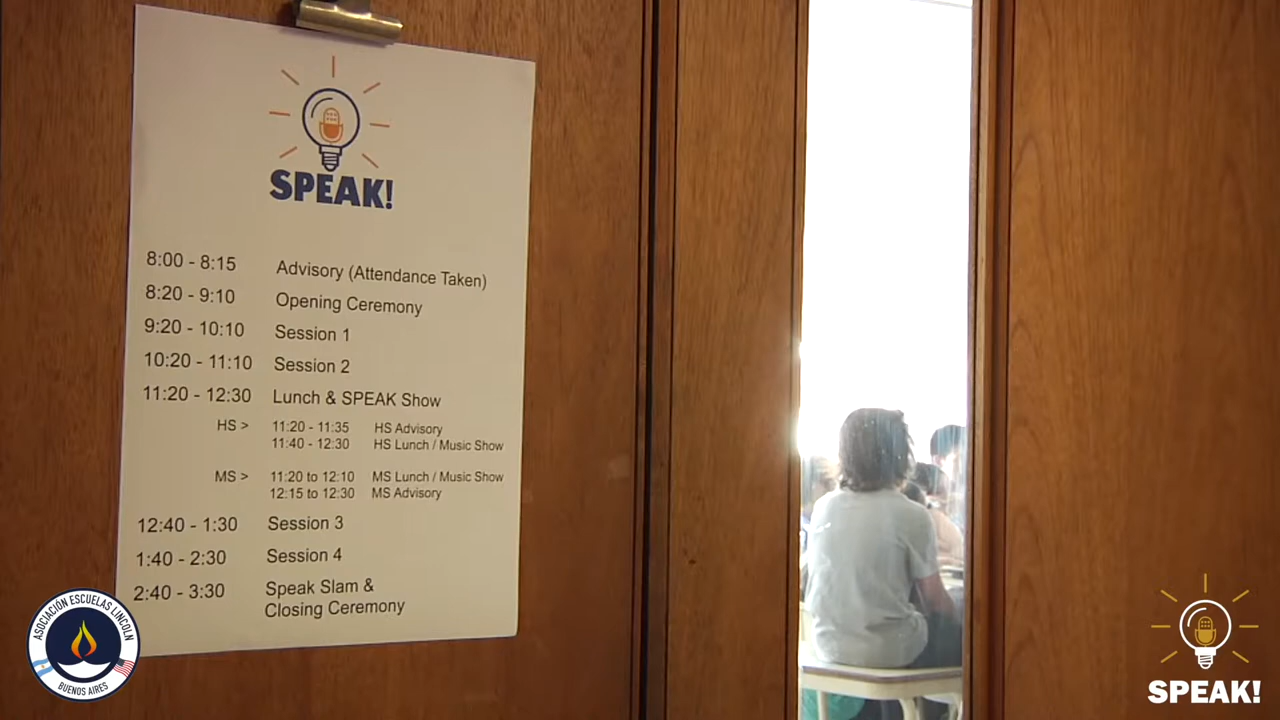 SPEAK!
8:00 - 8:15 Advisory (Attendance Taken)
8:20 - 9:10 Opening Ceremony
9:20 - 10:10 Session 1
10:20 - 11:10 Session 2
11:20 - 12:30 Lunch & SPEAK Show
HS > 11:20 - 11:35 HS Advisory
11:40 - 12:30 HS Lunch / Music Show
MS > 11:20 to 12:10 MS Lunch / Music Show
12:15 to 12:30 MS Advisory
12:40 - 1:30 Session 3
1:40 - 2:30 Session 4
2:40 - 3:30 Speak Slam &
Closing Ceremony
ASOCIACIÓN ESCUELAS LINCOLN
BUENOS AIRES
SPEAK!